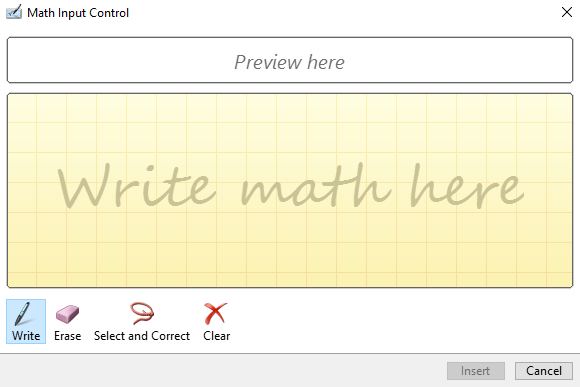 Math Input Control
Preview here
Write math here
Write Erase Select and Correct Clear
Insert Cancel